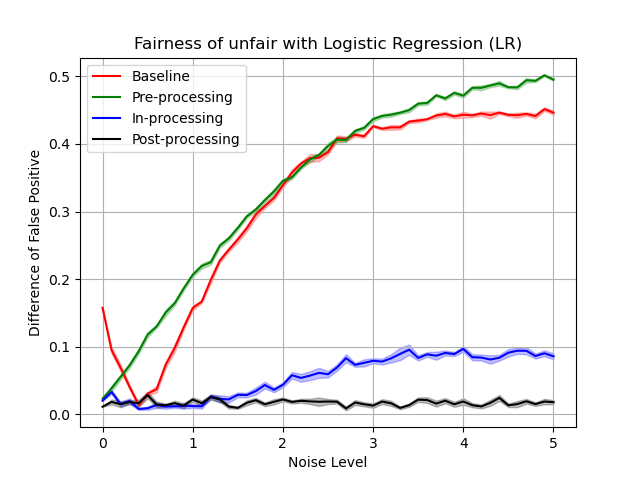 Fairness of unfair with Logistic Regression (LR)
Baseline
Pre-processing
In-processing
Post-processing
0.5
0.4
0.3
0.2
0.1
0.0
Difference of False Positive
0 1 2 3 4 5
Noise Level